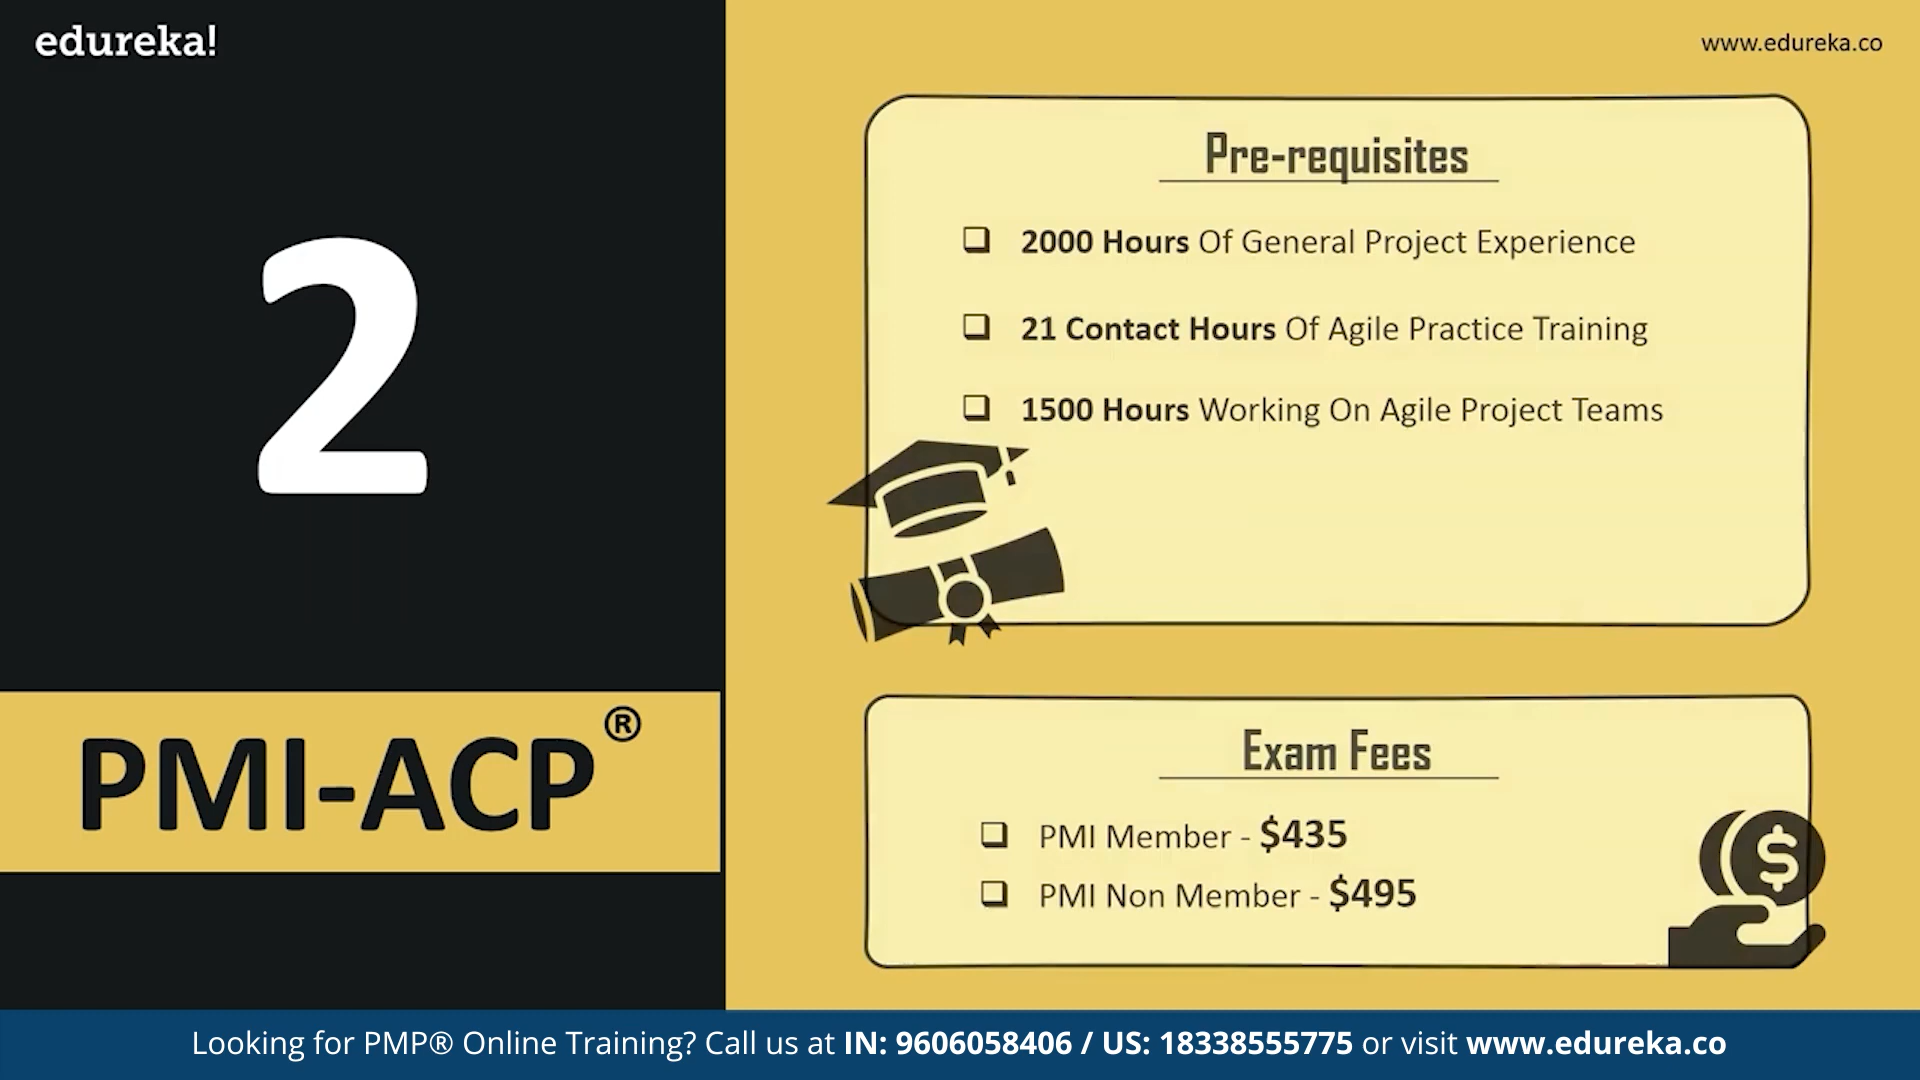 edureka!
www.edureka.co
2
PMI-ACP®
Pre-requisites
❑ 2000 Hours Of General Project Experience
❑ 21 Contact Hours Of Agile Practice Training
❑ 1500 Hours Working On Agile Project Teams
Exam Fees
❑ PMI Member - $435
❑ PMI Non Member - $495
$
Looking for PMP® Online Training? Call us at IN: 9606058406 / US: 18338555775 or visit www.edureka.co